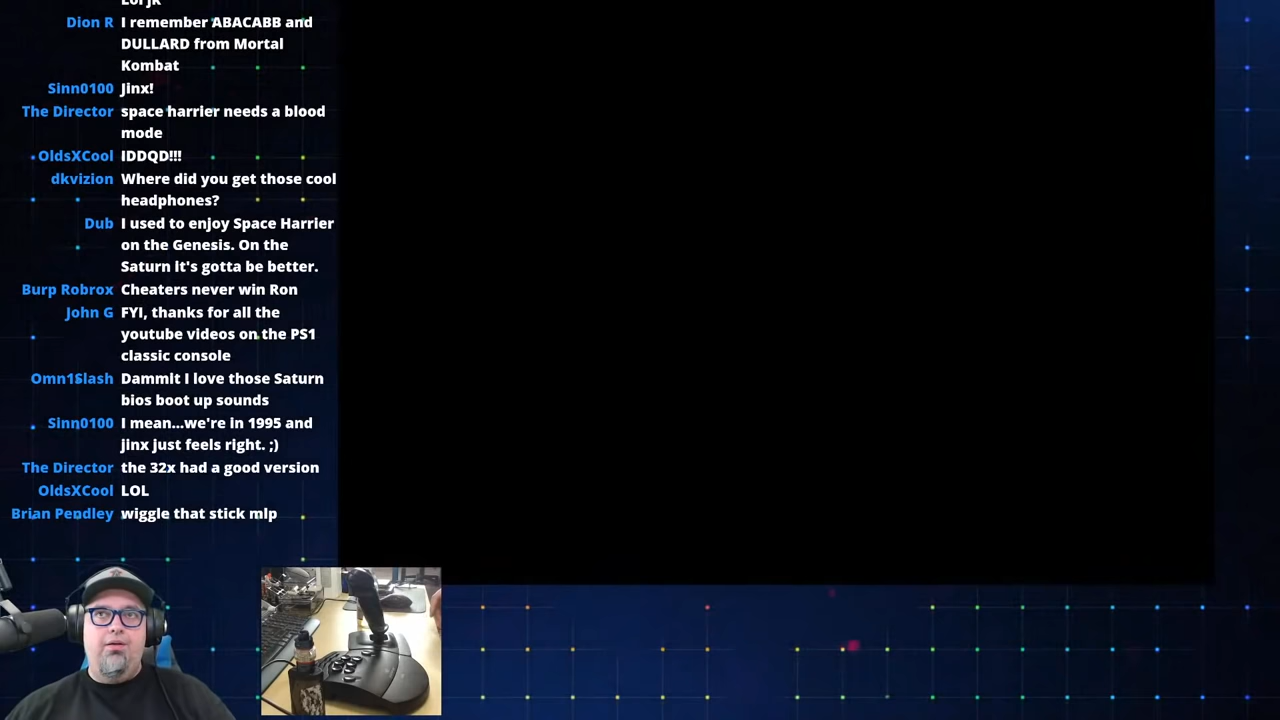 Lol jk
Dion R I remember ABACABB and
DULLARD from Mortal
Kombat
Sinn0100 Jinx!
The Director space harrier needs a blood
mode
OldsXCool IDDQD!!!
dkvizion Where did you get those cool
headphones?
Dub I used to enjoy Space Harrier
on the Genesis. On the
Saturn it's gotta be better.
Burp Robrox Cheaters never win Ron
John G FYI, thanks for all the
youtube videos on the PS1
classic console
Omn1Slash Dammit I love those Saturn
bios boot up sounds
Sinn0100 I mean...we're in 1995 and
jinx just feels right. ;)
The Director the 32x had a good version
OldsXCool LOL
Brian Pendley wiggle that stick mlp